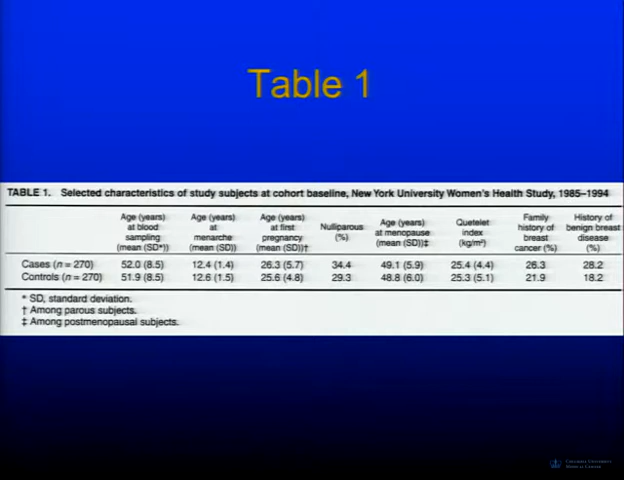 Table 1
TABLE 1. Selected characteristics of study subjects at cohort baseline, New York University Women's Health Study, 1985–1994
Age (years) at blood sampling (mean (SD*)) Age (years) at menarche (mean (SD)) Age (years) at first pregnancy (mean (SD))† Nulliparous (%) Age (years) at menopause (mean (SD))‡ Quetelet index (kg/m²) Family history of breast cancer (%) History of benign breast disease (%)
Cases (n = 270) 52.0 (8.5) 12.4 (1.4) 26.3 (5.7) 34.4 49.1 (5.9) 25.4 (4.4) 26.3 28.2
Controls (n = 270) 51.9 (8.5) 12.6 (1.5) 25.6 (4.8) 29.3 48.8 (6.0) 25.3 (5.1) 21.9 18.2
* SD, standard deviation.
† Among parous subjects.
‡ Among postmenopausal subjects.
Columbia University
Medical Center